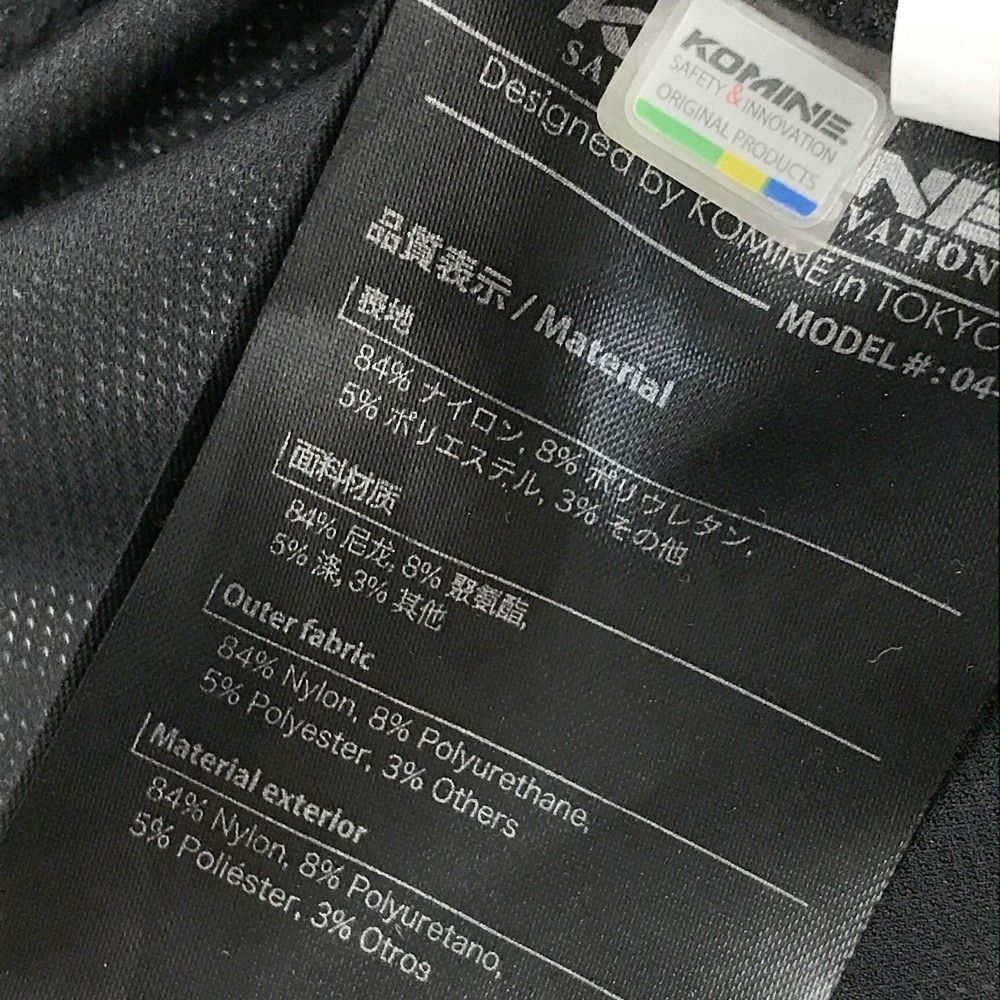 KOMINE
SAFETY & INNOVATION
ORIGINAL PRODUCTS
SA
NE
VATION
Designed by KOMINE in TOKYO
MODEL #: 04-
品質表示 / Material
表地
84% ナイロン, 8% ポリウレタン,
5% ポリエステル, 3% その他
面料材质
84% 尼龙, 8% 聚氨酯,
5% 涤, 3% 其他
Outer fabric
84% Nylon, 8% Polyurethane,
5% Polyester, 3% Others
Material exterior
84% Nylon, 8% Polyuretano,
5% Poliéster, 3% Otros